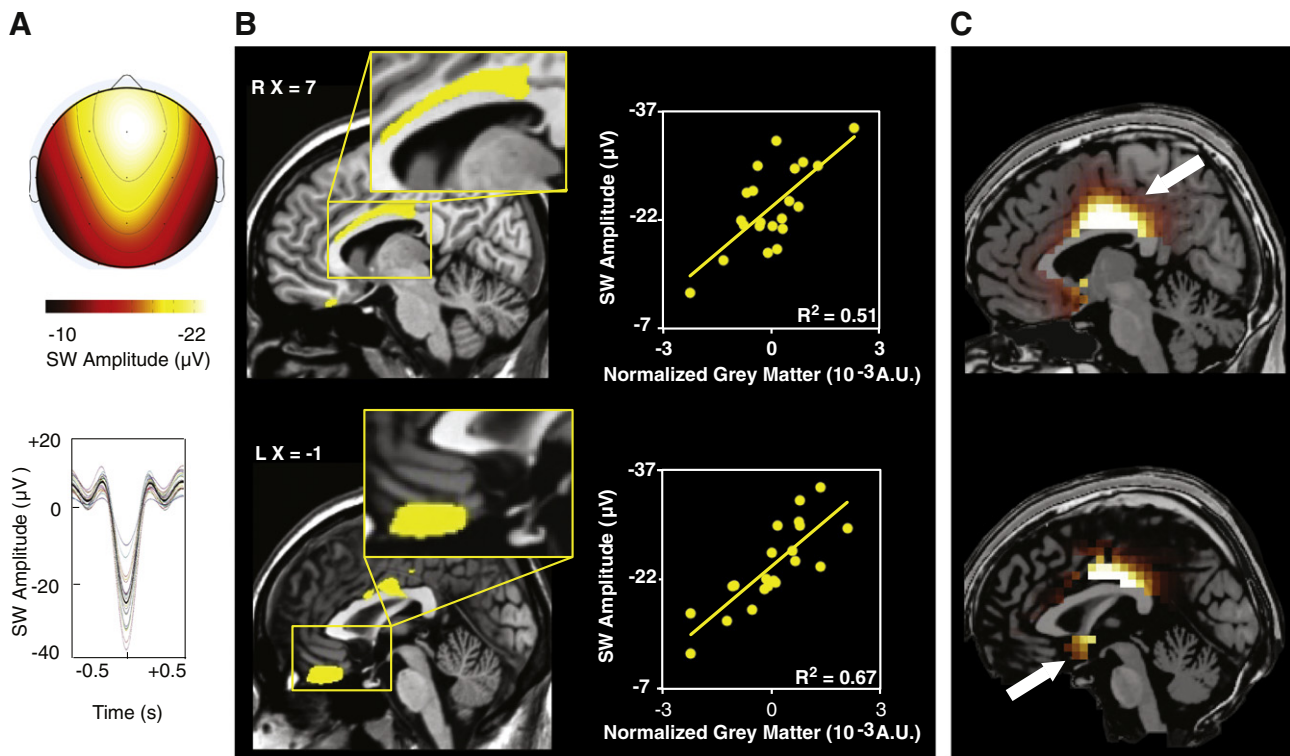 A
-10
-22
SW Amplitude (µV)
+20
0
-20
-40
SW Amplitude (µV)
-0.5
+0.5
Time (s)
B
R X = 7
-37
-22
-7
SW Amplitude (µV)
R² = 0.51
-3
0
3
Normalized Grey Matter (10⁻³A.U.)
L X = -1
-37
-22
-7
SW Amplitude (µV)
R² = 0.67
-3
0
3
Normalized Grey Matter (10⁻³A.U.)
C